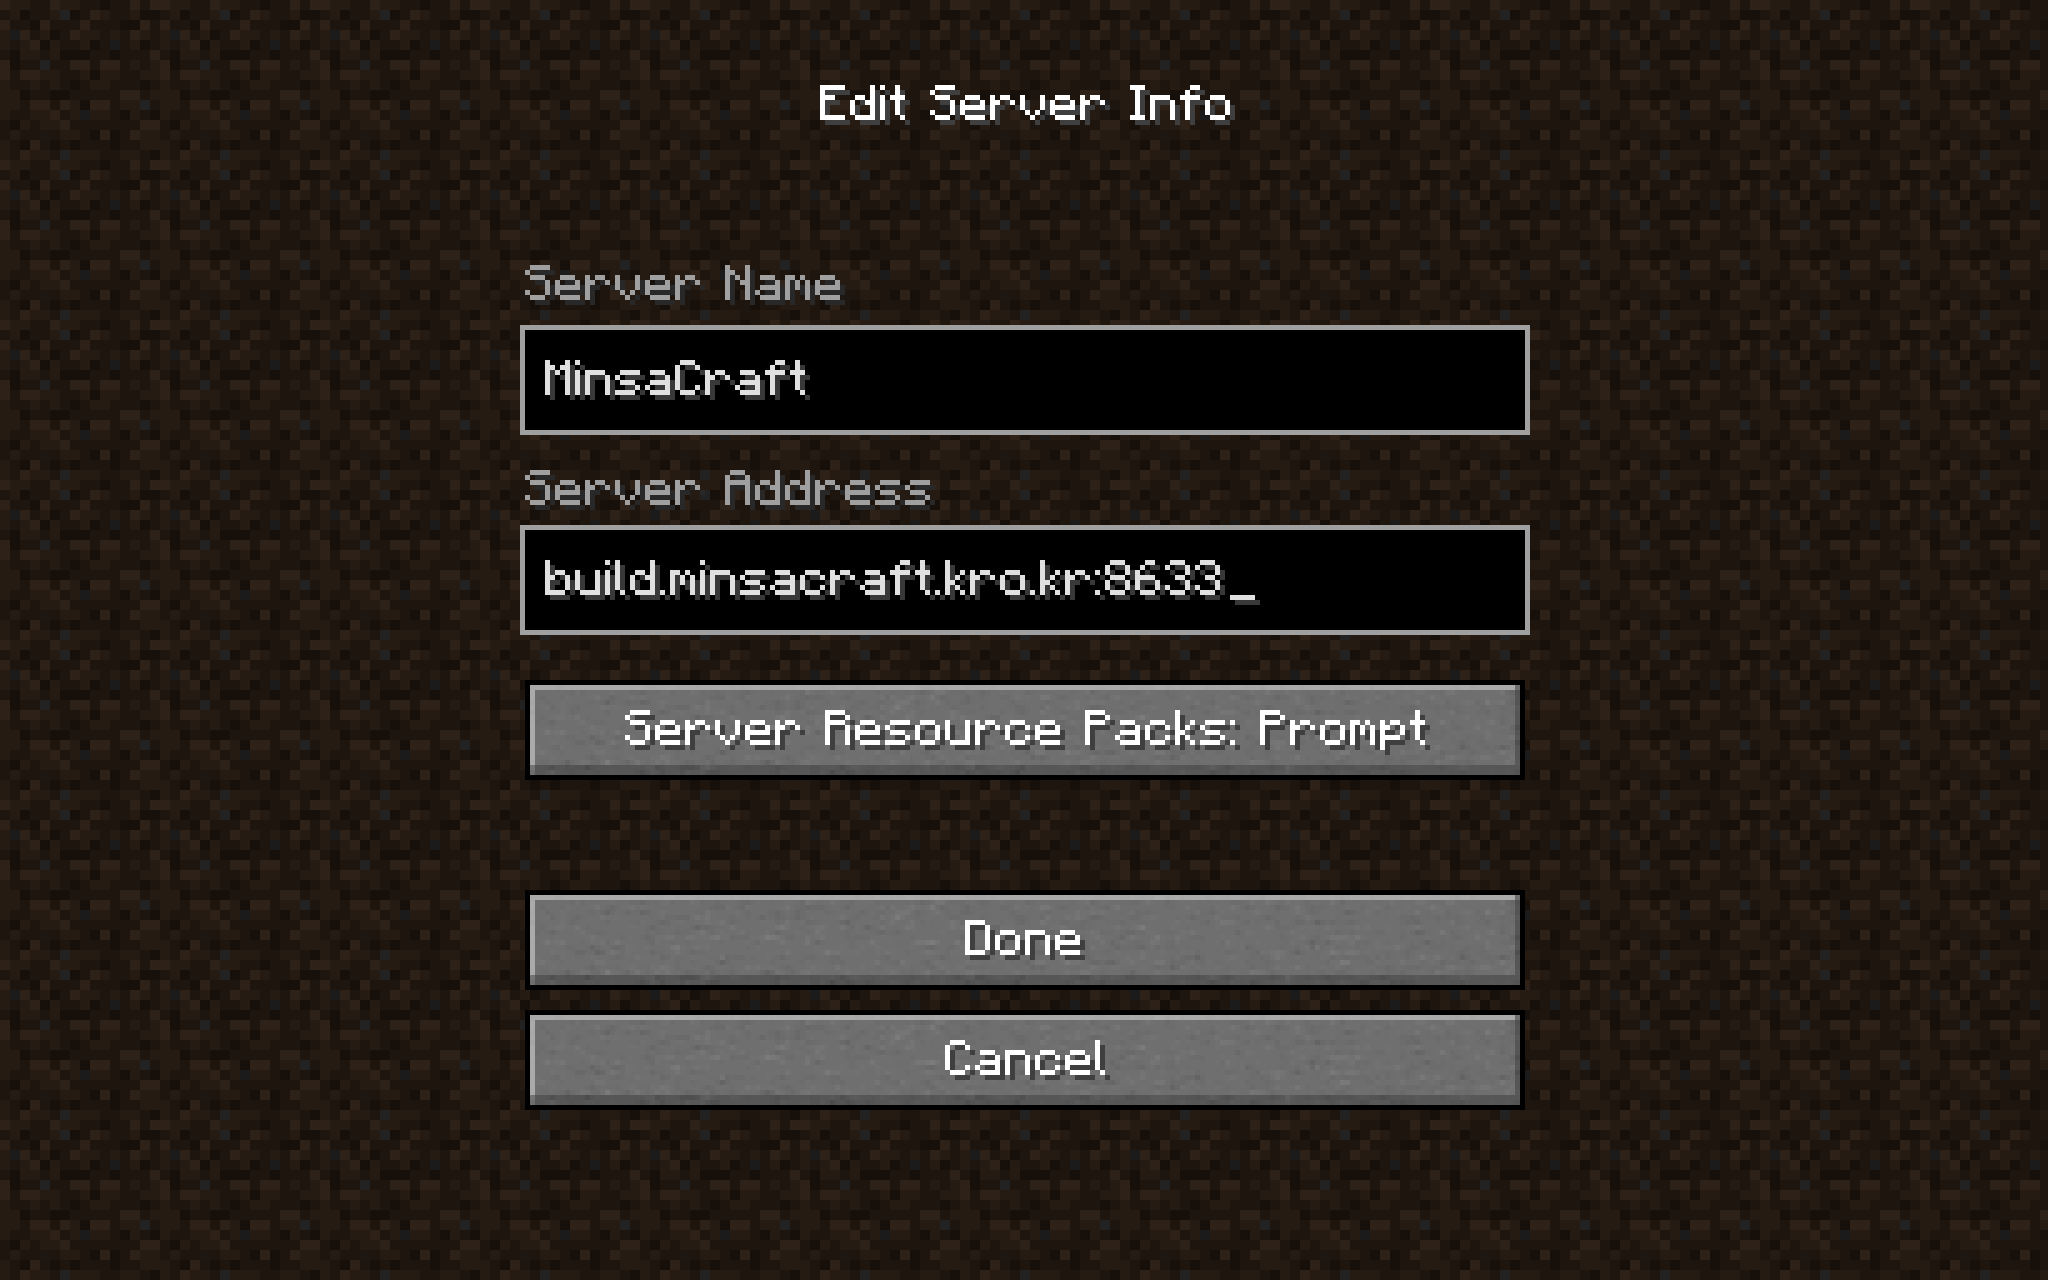 Edit Server Info
Server Name
MinsaCraft
Server Address
build.minsacraft.kro.kr:8633_
Server Resource Packs: Prompt
Done
Cancel